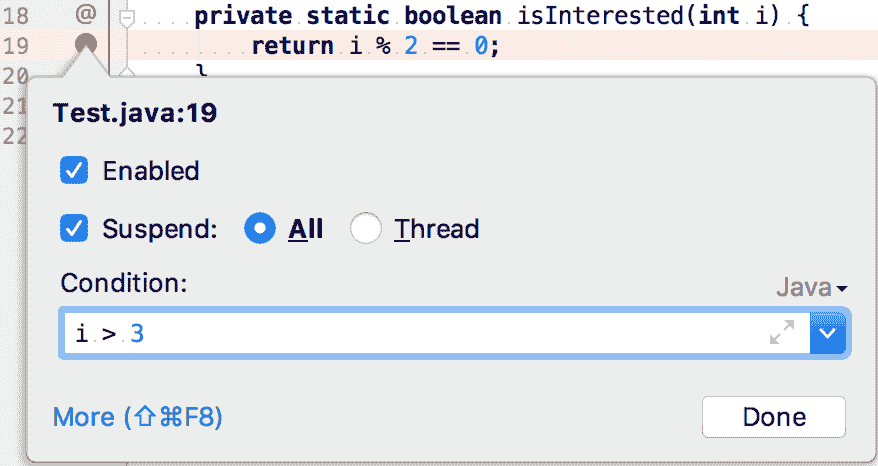 18 @ private static boolean isInterested(int i) {
19 return i % 2 == 0;
20 }
21
22
Test.java:19
Enabled
Suspend: All Thread
Condition: Java
i > 3
More (⇧⌘F8) Done